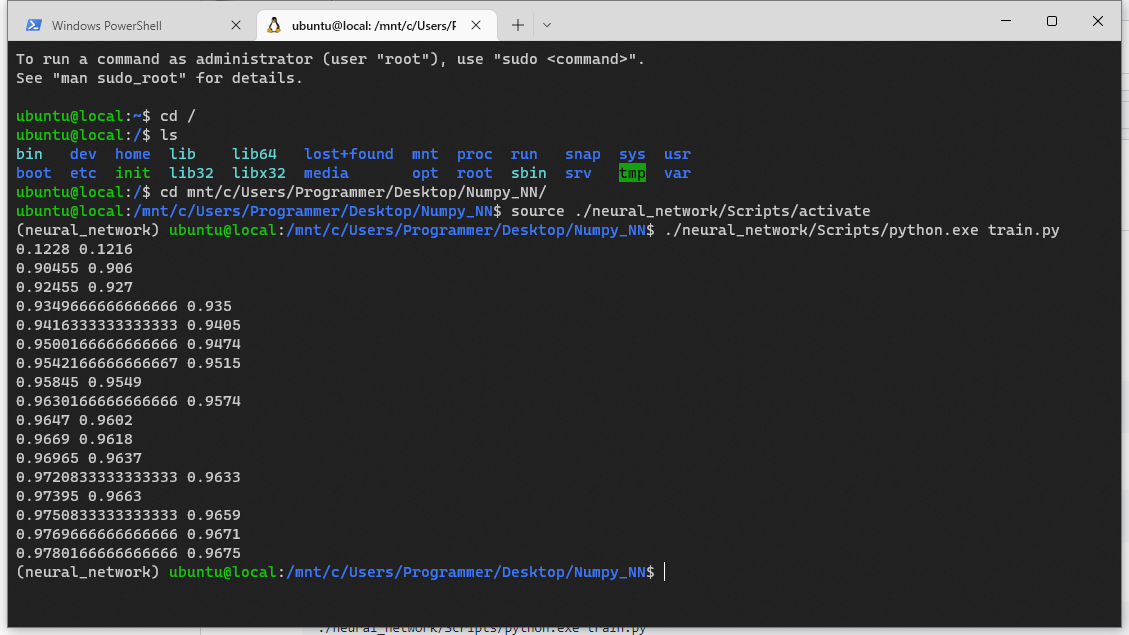 Windows PowerShell
ubuntu@local: /mnt/c/Users/F
To run a command as administrator (user "root"), use "sudo <command>".
See "man sudo_root" for details.
ubuntu@local:~$ cd /
ubuntu@local:/$ ls
bin dev home lib lib64 lost+found mnt proc run snap sys usr
boot etc init lib32 libx32 media opt root sbin srv tmp var
ubuntu@local:/$ cd mnt/c/Users/Programmer/Desktop/Numpy_NN/
ubuntu@local:/mnt/c/Users/Programmer/Desktop/Numpy_NN$ source ./neural_network/Scripts/activate
(neural_network) ubuntu@local:/mnt/c/Users/Programmer/Desktop/Numpy_NN$ ./neural_network/Scripts/python.exe train.py
0.1228 0.1216
0.90455 0.906
0.92455 0.927
0.9349666666666666 0.935
0.9416333333333333 0.9405
0.9500166666666666 0.9474
0.9542166666666667 0.9515
0.95845 0.9549
0.9630166666666666 0.9574
0.9647 0.9602
0.9669 0.9618
0.96965 0.9637
0.9720833333333333 0.9633
0.97395 0.9663
0.9750833333333333 0.9659
0.9769666666666666 0.9671
0.9780166666666666 0.9675
(neural_network) ubuntu@local:/mnt/c/Users/Programmer/Desktop/Numpy_NN$
./neural_network/Scripts/python.exe train.py